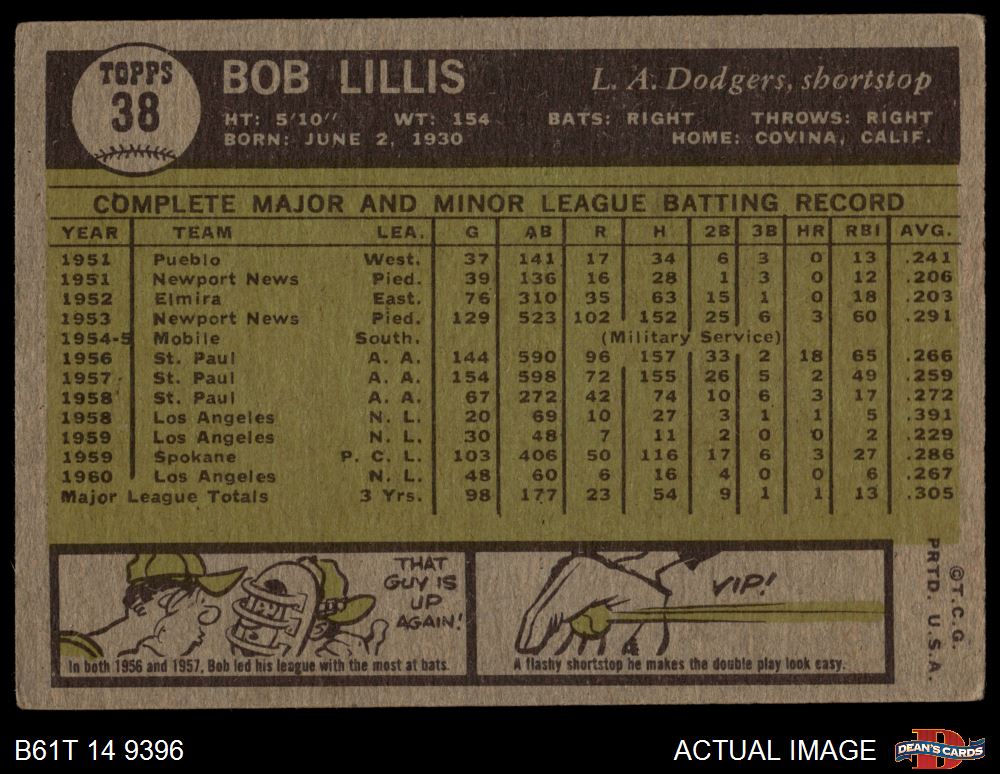 TOPPS
38
BOB LILLIS
L. A. Dodgers, shortstop
HT: 5'10" WT: 154 BATS: RIGHT THROWS: RIGHT
BORN: JUNE 2, 1930 HOME: COVINA, CALIF.
COMPLETE MAJOR AND MINOR LEAGUE BATTING RECORD
YEAR TEAM LEA. G AB R H 2B 3B HR RBI AVG.
1951 Pueblo West. 37 141 17 34 6 3 0 13 .241
1951 Newport News Pied. 39 136 16 28 1 3 0 12 .206
1952 Elmira East. 76 310 35 63 15 1 0 18 .203
1953 Newport News Pied. 129 523 102 152 25 6 3 60 .291
1954-5 Mobile South. (Military Service)
1956 St. Paul A. A. 144 590 96 157 33 2 18 65 .266
1957 St. Paul A. A. 154 598 72 155 26 5 2 49 .259
1958 St. Paul A. A. 67 272 42 74 10 6 3 17 .272
1958 Los Angeles N. L. 20 69 10 27 3 1 1 5 .391
1959 Los Angeles N. L. 30 48 7 11 2 0 0 2 .229
1959 Spokane P. C. L. 103 406 50 116 17 6 3 27 .286
1960 Los Angeles N. L. 48 60 6 16 4 0 0 6 .267
Major League Totals 3 Yrs. 98 177 23 54 9 1 1 13 .305
THAT
GUY IS
UP
AGAIN!
In both 1956 and 1957, Bob led his league with the most at bats.
VIP!
A flashy shortstop he makes the double play look easy.
©T.C.G.
PRTD. U.S.A.
B61T 14 9396
ACTUAL IMAGE
DEAN'S CARDS